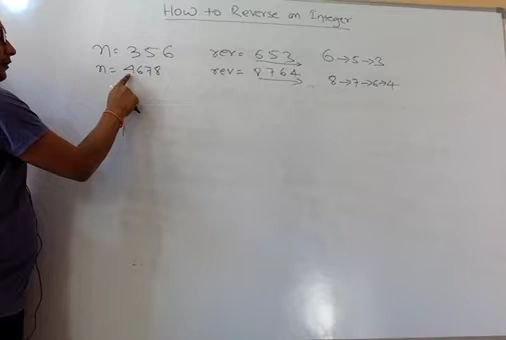 How to Reverse an Integer
n = 356 rev = 653 6→5→3
n = 4678 rev = 8764 8→7→6→4